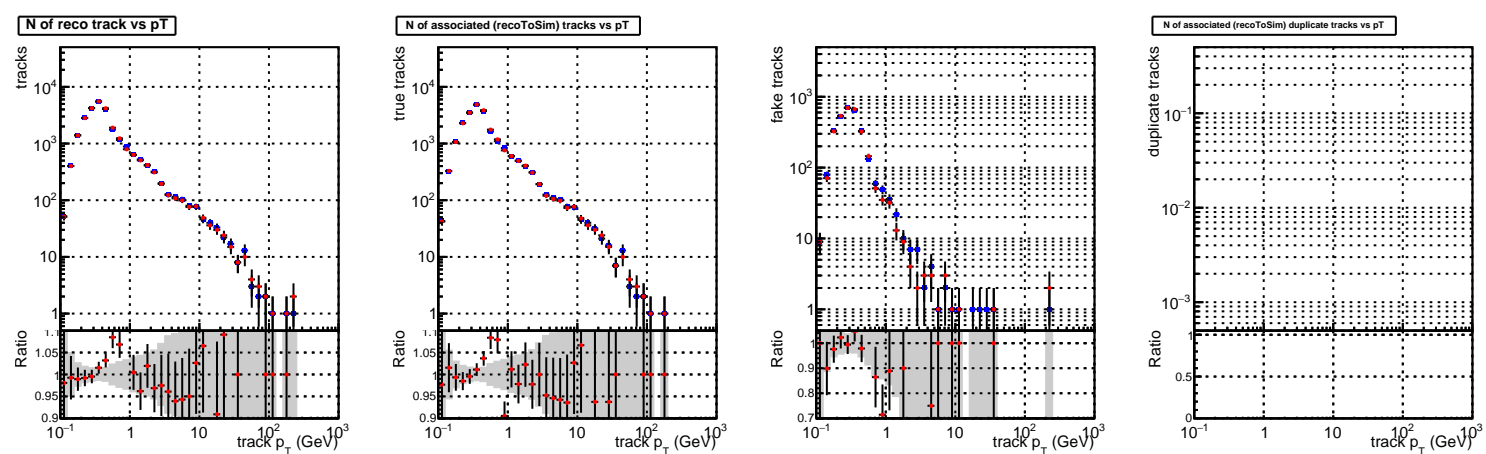 N of reco track vs pT
tracks
10⁴
10³
10²
10
1
Ratio
1.1
1.05
1.0
0.95
0.9
10⁻¹ 1 10 10² 10³
track p_T (GeV)
N of associated (recoToSim) tracks vs pT
true tracks
10⁴
10³
10²
10
1
Ratio
1.1
1.05
1.0
0.95
0.9
10⁻¹ 1 10 10² 10³
track p_T (GeV)
fake tracks
10³
10²
10
1
Ratio
0.9
0.8
0.7
10⁻¹ 1 10 10² 10³
track p_T (GeV)
N of associated (recoToSim) duplicate tracks vs pT
duplicate tracks
10⁻¹
10⁻²
10⁻³
Ratio
1
0.5
0
10⁻¹ 1 10 10² 10³
track p_T (GeV)